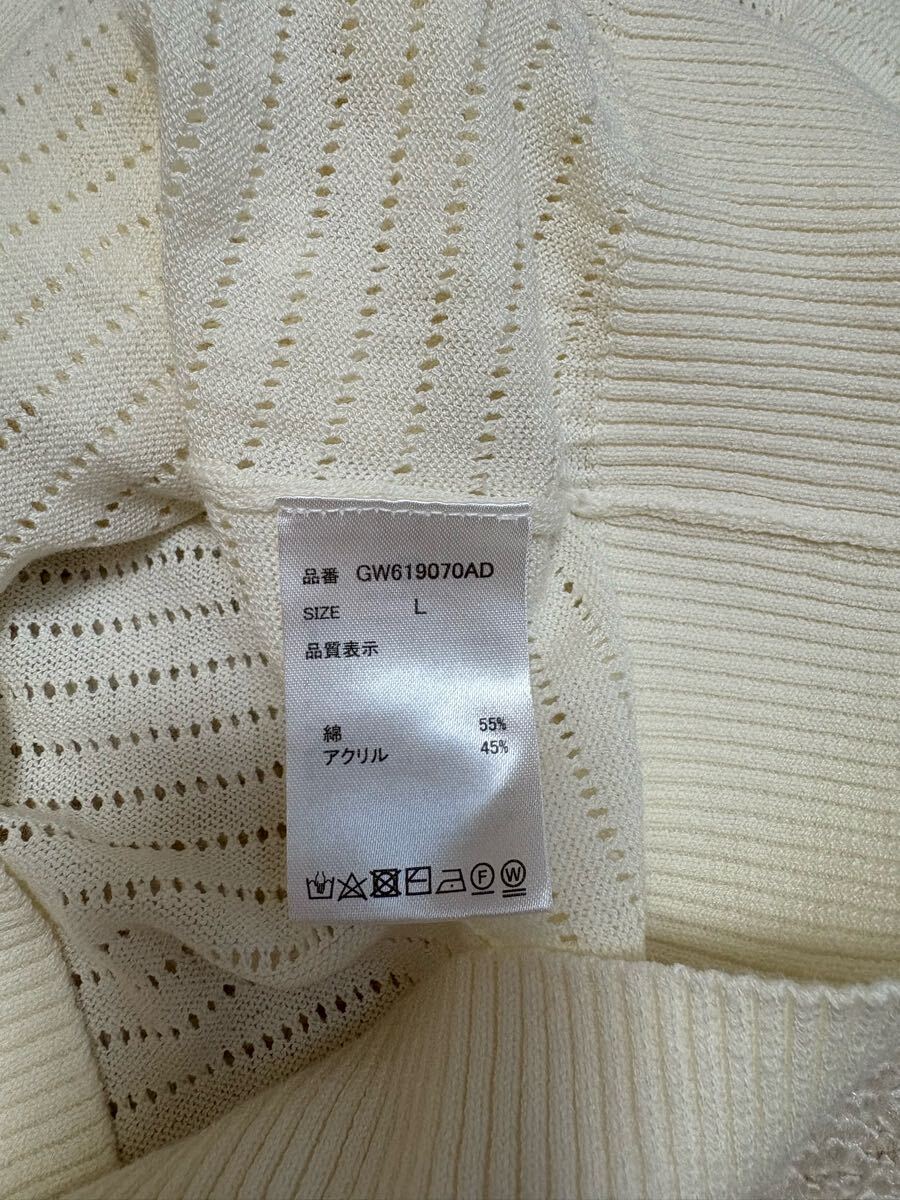 品番 GW619070AD
SIZE L
品質表示
綿 55%
アクリル 45%
F W